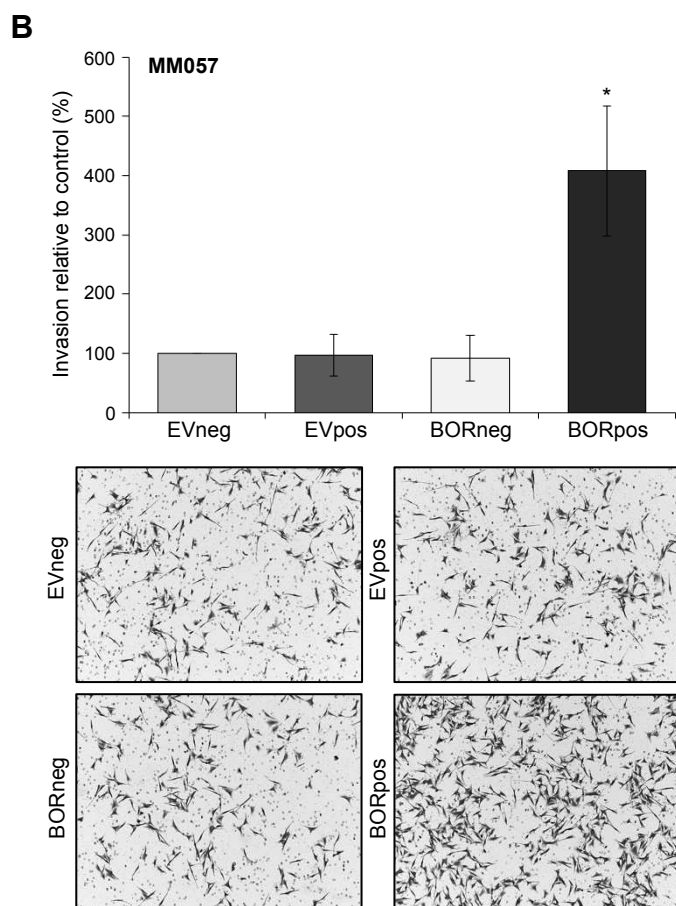 B
MM057
Invasion relative to control (%)
600
500
400
300
200
100
0
*
EVneg EVpos BORneg BORpos
EVneg
EVpos
BORneg
BORpos